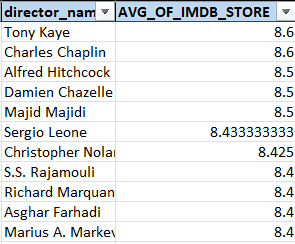 director_nam AVG_OF_IMDB_STORE
Tony Kaye 8.6
Charles Chaplin 8.6
Alfred Hitchcock 8.5
Damien Chazelle 8.5
Majid Majidi 8.5
Sergio Leone 8.433333333
Christopher Nolan 8.425
S.S. Rajamouli 8.4
Richard Marquan 8.4
Asghar Farhadi 8.4
Marius A. Markev 8.4